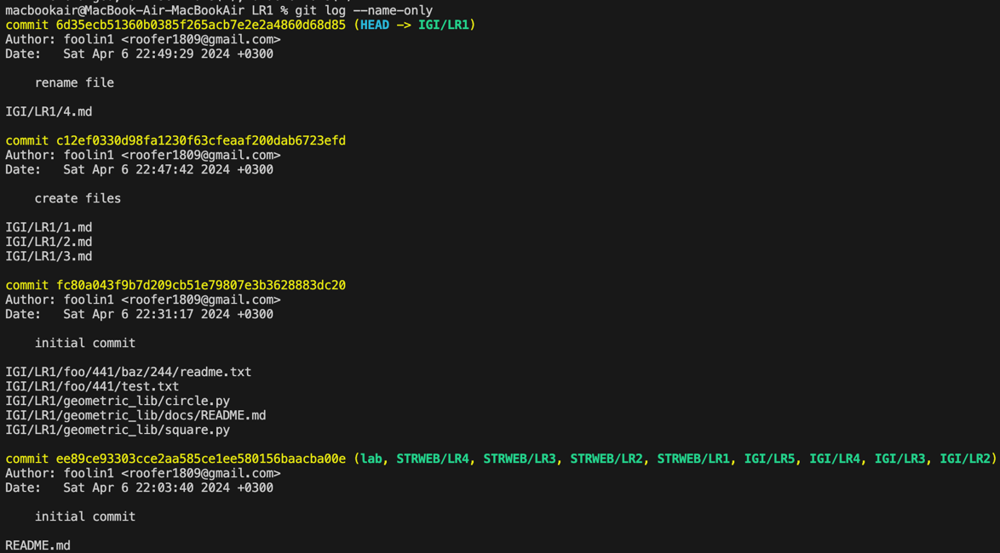 macbookair@MacBook-Air-MacBookAir LR1 % git log --name-only
commit 6d35ecb51360b0385f265acb7e2e2a4860d68d85 (HEAD -> IGI/LR1)
Author: foolin1 <roofer1809@gmail.com>
Date:   Sat Apr 6 22:49:29 2024 +0300
    rename file
IGI/LR1/4.md
commit c12ef0330d98fa1230f63cfeaaf200dab6723efd
Author: foolin1 <roofer1809@gmail.com>
Date:   Sat Apr 6 22:47:42 2024 +0300
    create files
IGI/LR1/1.md
IGI/LR1/2.md
IGI/LR1/3.md
commit fc80a043f9b7d209cb51e79807e3b3628883dc20
Author: foolin1 <roofer1809@gmail.com>
Date:   Sat Apr 6 22:31:17 2024 +0300
    initial commit
IGI/LR1/foo/441/baz/244/readme.txt
IGI/LR1/foo/441/test.txt
IGI/LR1/geometric_lib/circle.py
IGI/LR1/geometric_lib/docs/README.md
IGI/LR1/geometric_lib/square.py
commit ee89ce93303cce2aa585ce1ee580156baacba00e (lab, STRWEB/LR4, STRWEB/LR3, STRWEB/LR2, STRWEB/LR1, IGI/LR5, IGI/LR4, IGI/LR3, IGI/LR2)
Author: foolin1 <roofer1809@gmail.com>
Date:   Sat Apr 6 22:03:40 2024 +0300
    initial commit
README.md